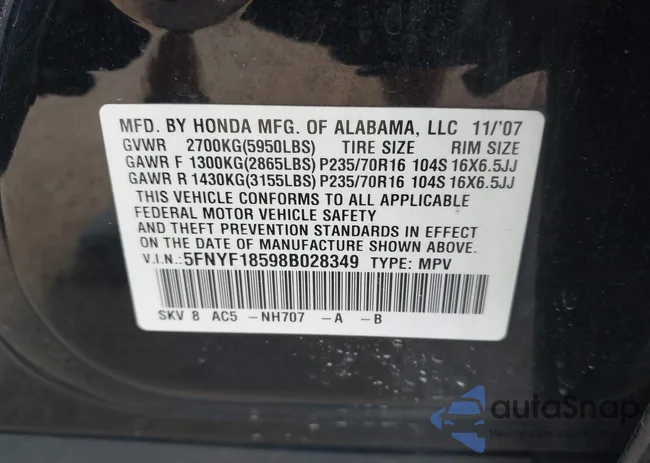 MFD. BY HONDA MFG. OF ALABAMA, LLC 11/'07
GVWR 2700KG(5950LBS) TIRE SIZE RIM SIZE
GAWR F 1300KG(2865LBS) P235/70R16 104S 16X6.5JJ
GAWR R 1430KG(3155LBS) P235/70R16 104S 16X6.5JJ
THIS VEHICLE CONFORMS TO ALL APPLICABLE
FEDERAL MOTOR VEHICLE SAFETY
AND THEFT PREVENTION STANDARDS IN EFFECT
ON THE DATE OF MANUFACTURE SHOWN ABOVE.
V.I.N.:5FNYF18598B028349 TYPE: MPV
SKV 8 AC5 -NH707 -A -B
autoSnap